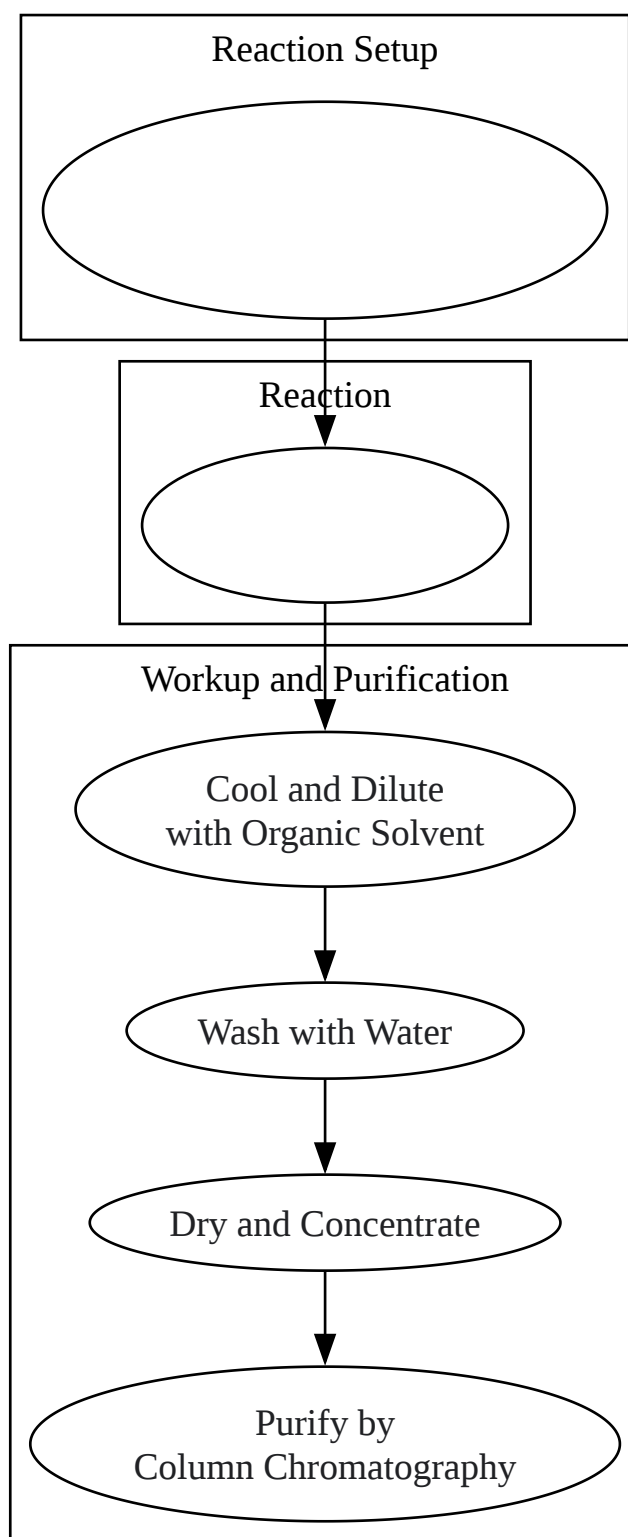 Reaction Setup
Reaction
Workup and Purification
Cool and Dilute
with Organic Solvent
Wash with Water
Dry and Concentrate
Purify by
Column Chromatography